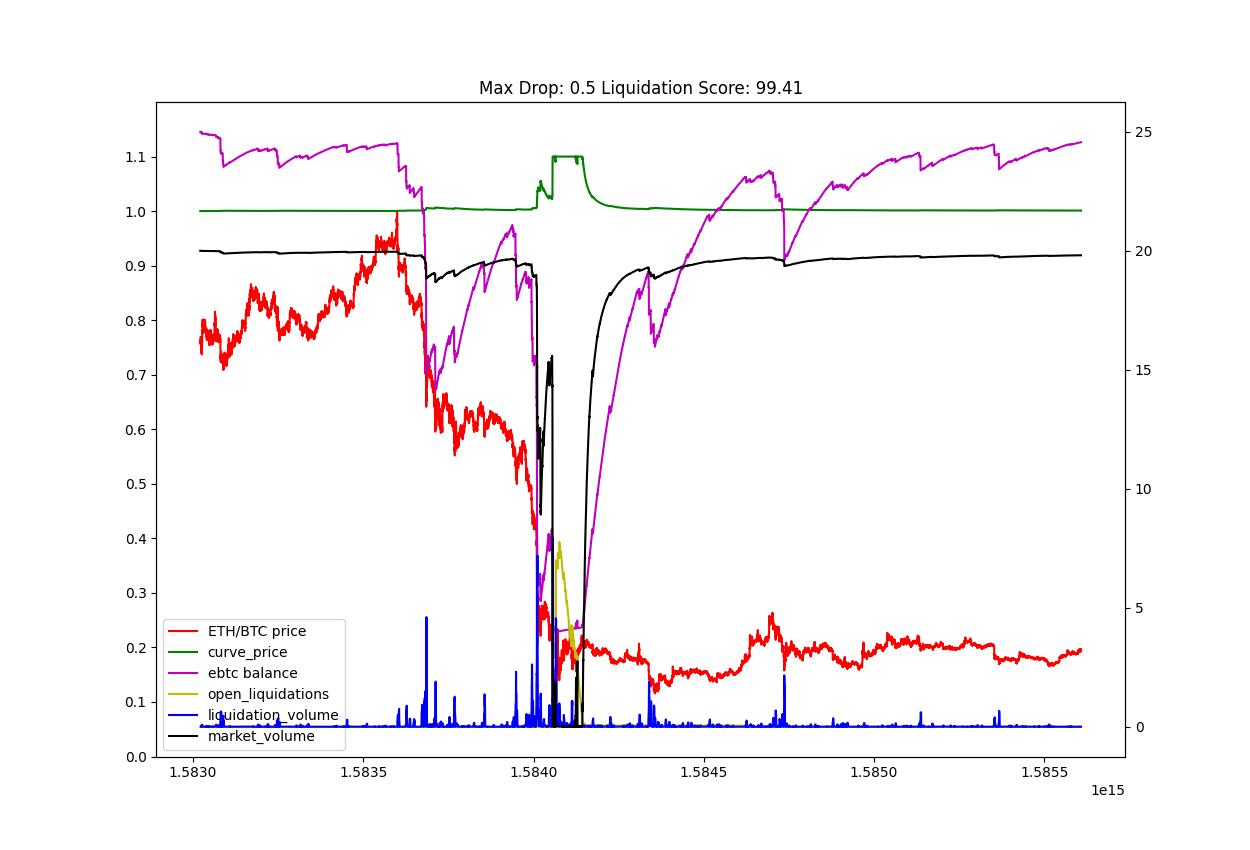 Max Drop: 0.5 Liquidation Score: 99.41
1.1
1.0
0.9
0.8
0.7
0.6
0.5
0.4
0.3
0.2
0.1
0.0
25
20
15
10
5
0
ETH/BTC price
curve_price
ebtc balance
open_liquidations
liquidation_volume
market_volume
1.5830 1.5835 1.5840 1.5845 1.5850 1.5855
1e15